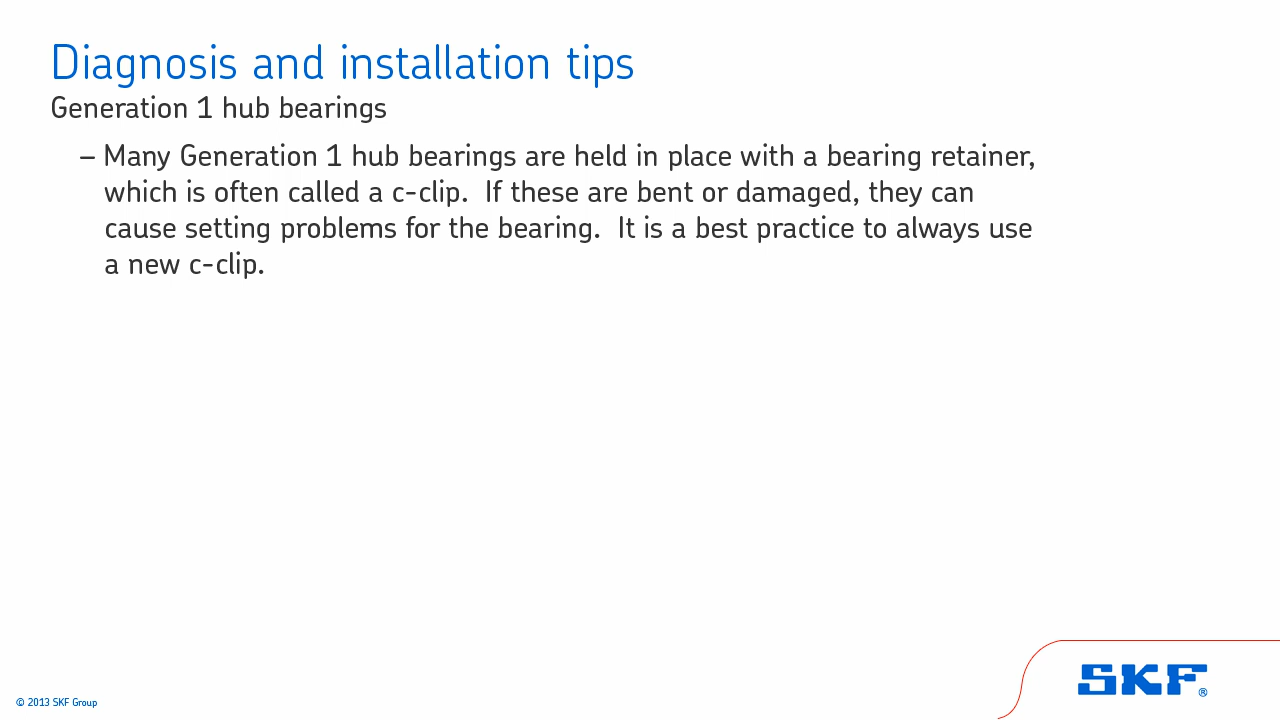 Diagnosis and installation tips
Generation 1 hub bearings
– Many Generation 1 hub bearings are held in place with a bearing retainer,
which is often called a c-clip.  If these are bent or damaged, they can
cause setting problems for the bearing.  It is a best practice to always use
a new c-clip.
SKF®
© 2013 SKF Group